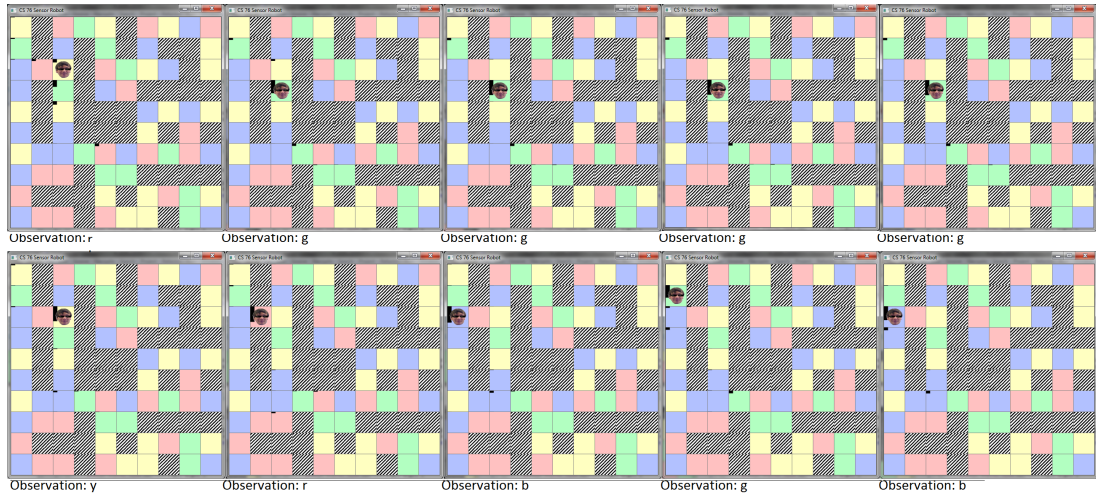 CS 76 Sensor Robot
CS 76 Sensor Robot
CS 76 Sensor Robot
CS 76 Sensor Robot
CS 76 Sensor Robot
Observation: r
Observation: g
Observation: g
Observation: g
Observation: g
CS 76 Sensor Robot
CS 76 Sensor Robot
CS 76 Sensor Robot
CS 76 Sensor Robot
CS 76 Sensor Robot
Observation: y
Observation: r
Observation: b
Observation: g
Observation: b